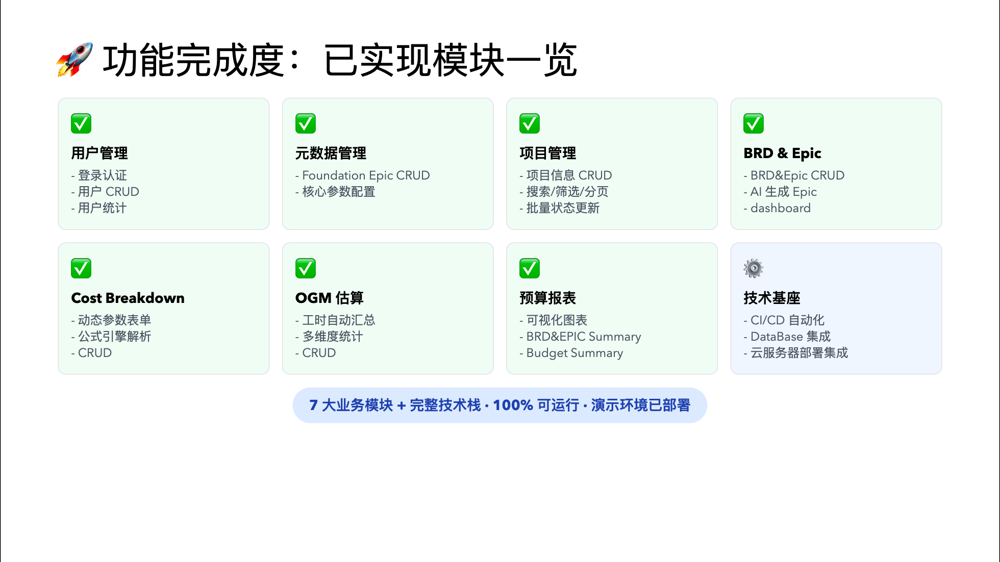 🚀 功能完成度：已实现模块一览
✅
用户管理
- 登录认证
- 用户 CRUD
- 用户统计
✅
元数据管理
- Foundation Epic CRUD
- 核心参数配置
✅
项目管理
- 项目信息 CRUD
- 搜索/筛选/分页
- 批量状态更新
✅
BRD & Epic
- BRD&Epic CRUD
- AI 生成 Epic
- dashboard
✅
Cost Breakdown
- 动态参数表单
- 公式引擎解析
- CRUD
✅
OGM 估算
- 工时自动汇总
- 多维度统计
- CRUD
✅
预算报表
- 可视化图表
- BRD&EPIC Summary
- Budget Summary
⚙️
技术基座
- CI/CD 自动化
- DataBase 集成
- 云服务器部署集成
7 大业务模块 + 完整技术栈 · 100% 可运行 · 演示环境已部署